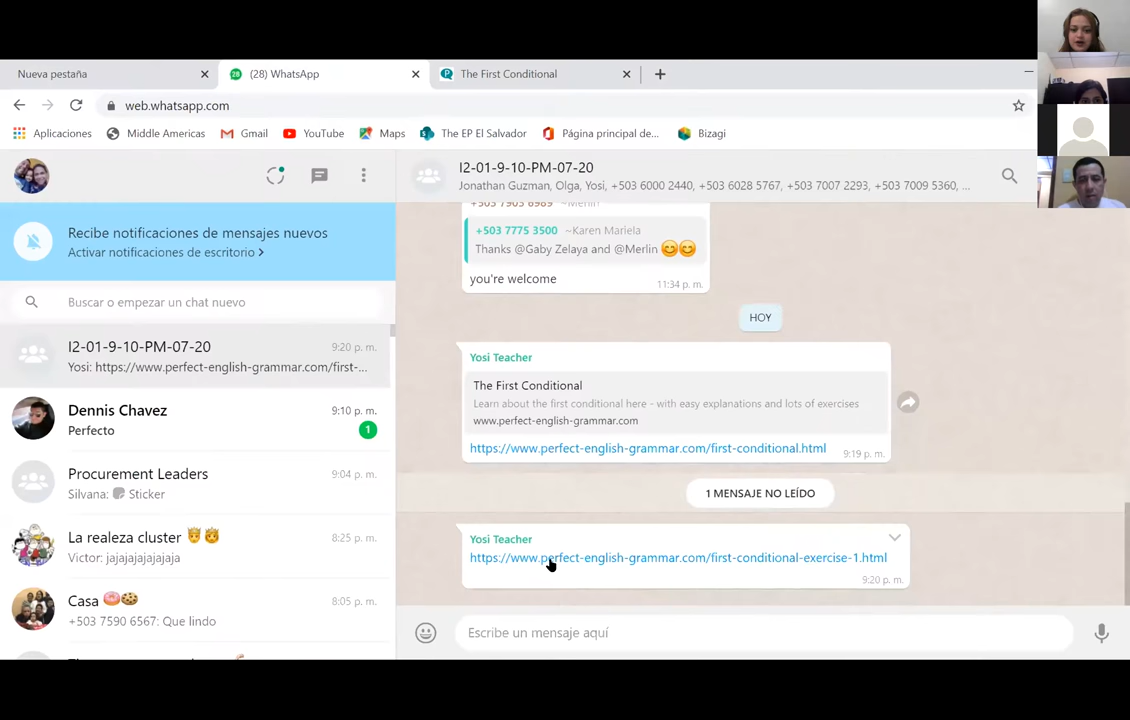 Nueva pestaña
(28) WhatsApp
The First Conditional
web.whatsapp.com
Aplicaciones
Middle Americas
Gmail
YouTube
Maps
The EP El Salvador
Página principal de...
Bizagi
I2-01-9-10-PM-07-20
Jonathan Guzman, Olga, Yosi, +503 6000 2440, +503 6028 5767, +503 7007 2293, +503 7009 5360, ...
Recibe notificaciones de mensajes nuevos
Activar notificaciones de escritorio >
Buscar o empezar un chat nuevo
I2-01-9-10-PM-07-20
9:20 p. m.
Yosi: https://www.perfect-english-grammar.com/first-...
Dennis Chavez
9:10 p. m.
Perfecto
1
Procurement Leaders
9:04 p. m.
Silvana: Sticker
La realeza cluster
8:25 p. m.
Victor: jajajajajajaja
Casa
8:05 p. m.
+503 7590 6567: Que lindo
+503 7903 6989 ~Merlin
+503 7775 3500 ~Karen Mariela
Thanks @Gaby Zelaya and @Merlin 😊😊
you're welcome
11:34 p. m.
HOY
Yosi Teacher
The First Conditional
Learn about the first conditional here - with easy explanations and lots of exercises
www.perfect-english-grammar.com
https://www.perfect-english-grammar.com/first-conditional.html
9:19 p. m.
1 MENSAJE NO LEÍDO
Yosi Teacher
https://www.perfect-english-grammar.com/first-conditional-exercise-1.html
9:20 p. m.
Escribe un mensaje aquí